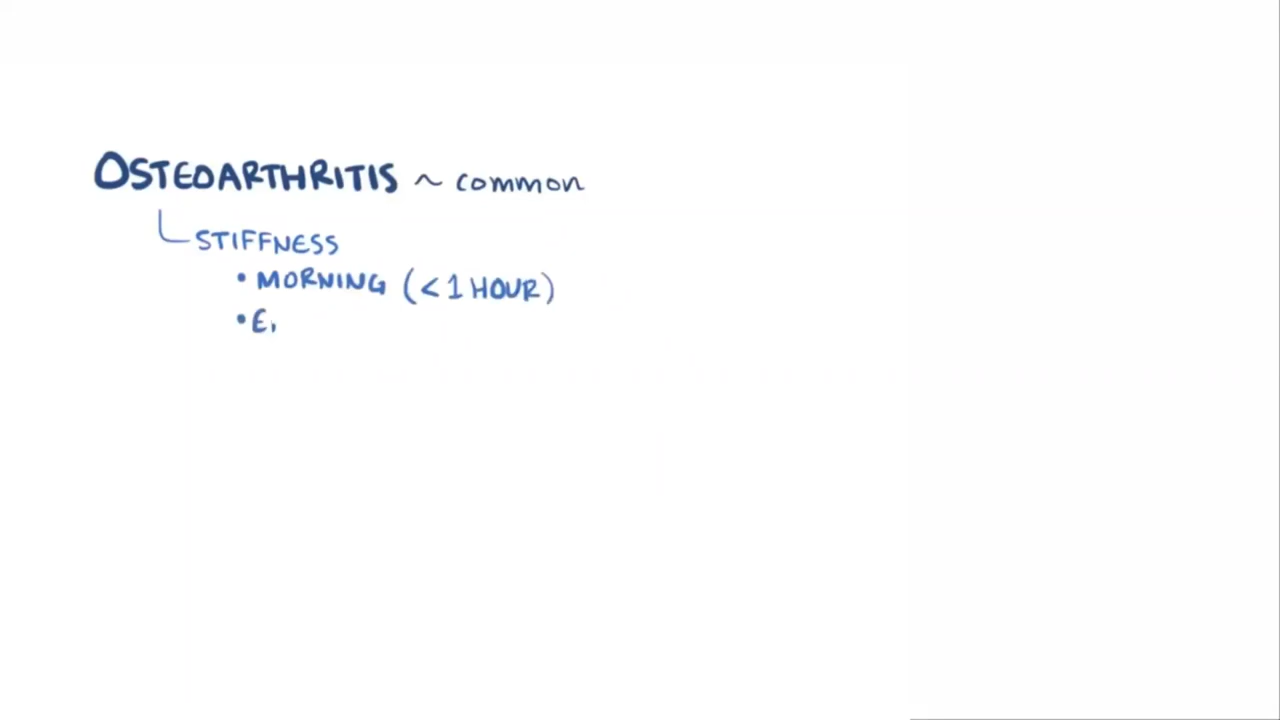 OSTEOARTHRITIS ~ common
STIFFNESS
• MORNING (< 1 HOUR)
• E